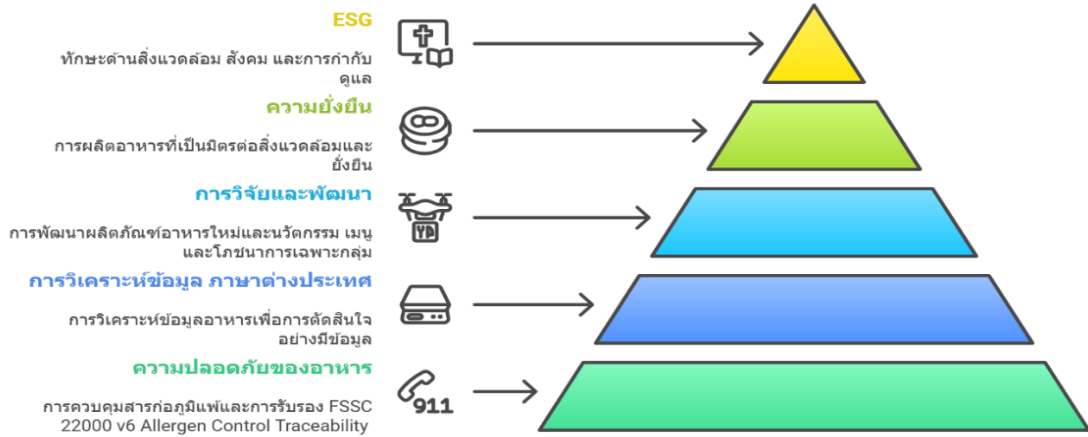 ESG
ทักษะด้านสิ่งแวดล้อม สังคม และการกำกับ
ดูแล
ความยั่งยืน
การผลิตอาหารที่เป็นมิตรต่อสิ่งแวดล้อมและ
ยั่งยืน
การวิจัยและพัฒนา
การพัฒนาผลิตภัณฑ์อาหารใหม่และนวัตกรรม เมนู
และโภชนาการเฉพาะกลุ่ม
การวิเคราะห์ข้อมูล ภาษาต่างประเทศ
การวิเคราะห์ข้อมูลอาหารเพื่อการตัดสินใจ
อย่างมีข้อมูล
ความปลอดภัยของอาหาร
911
การควบคุมสารก่อภูมิแพ้และการรับรอง FSSC
22000 v6 Allergen Control Traceability